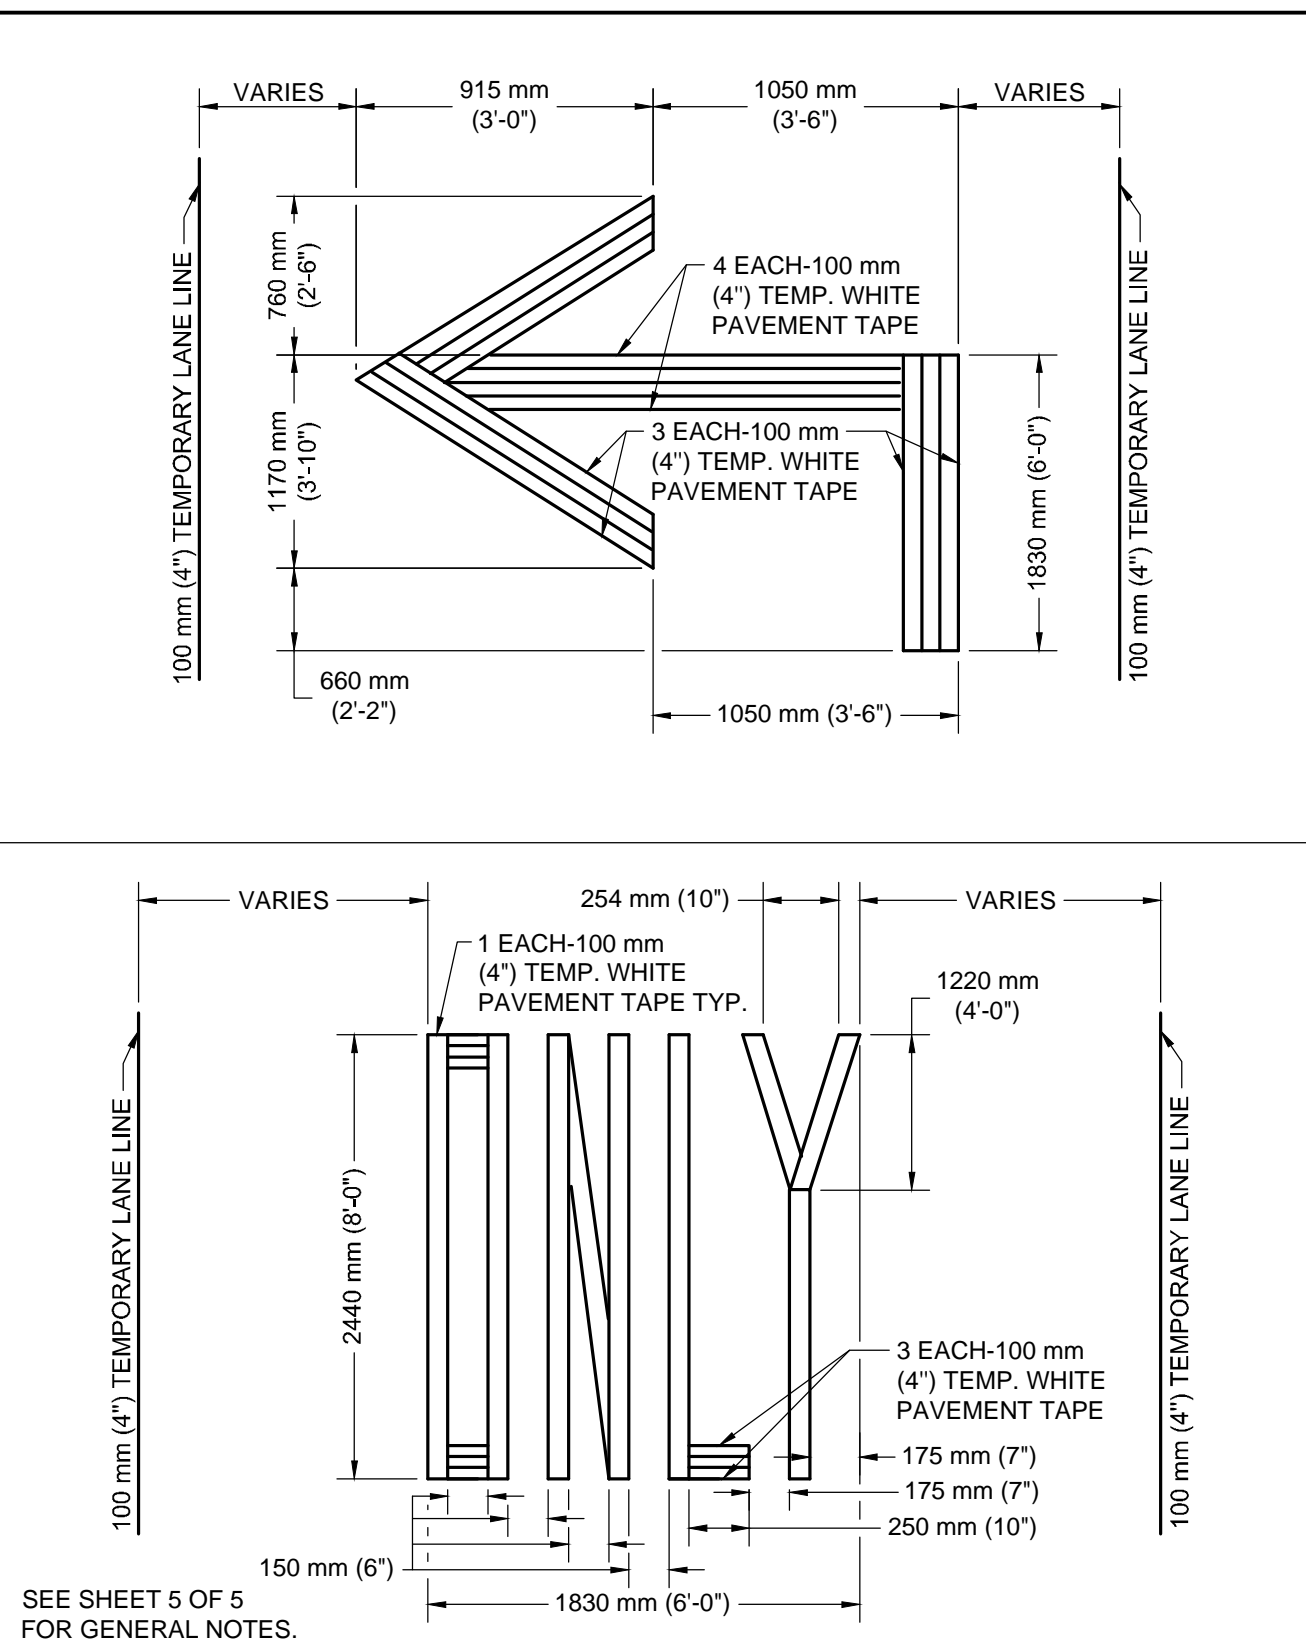 VARIES
915 mm
(3'-0")
1050 mm
(3'-6")
VARIES
100 mm (4") TEMPORARY LANE LINE
760 mm
(2'-6")
1170 mm
(3'-10")
4 EACH-100 mm
(4") TEMP. WHITE
PAVEMENT TAPE
3 EACH-100 mm
(4") TEMP. WHITE
PAVEMENT TAPE
1830 mm (6'-0")
100 mm (4") TEMPORARY LANE LINE
660 mm
(2'-2")
1050 mm (3'-6")
VARIES
254 mm (10")
VARIES
1 EACH-100 mm
(4") TEMP. WHITE
PAVEMENT TAPE TYP.
1220 mm
(4'-0")
100 mm (4") TEMPORARY LANE LINE
2440 mm (8'-0")
ONLY
100 mm (4") TEMPORARY LANE LINE
3 EACH-100 mm
(4") TEMP. WHITE
PAVEMENT TAPE
175 mm (7")
175 mm (7")
250 mm (10")
150 mm (6")
1830 mm (6'-0")
SEE SHEET 5 OF 5
FOR GENERAL NOTES.